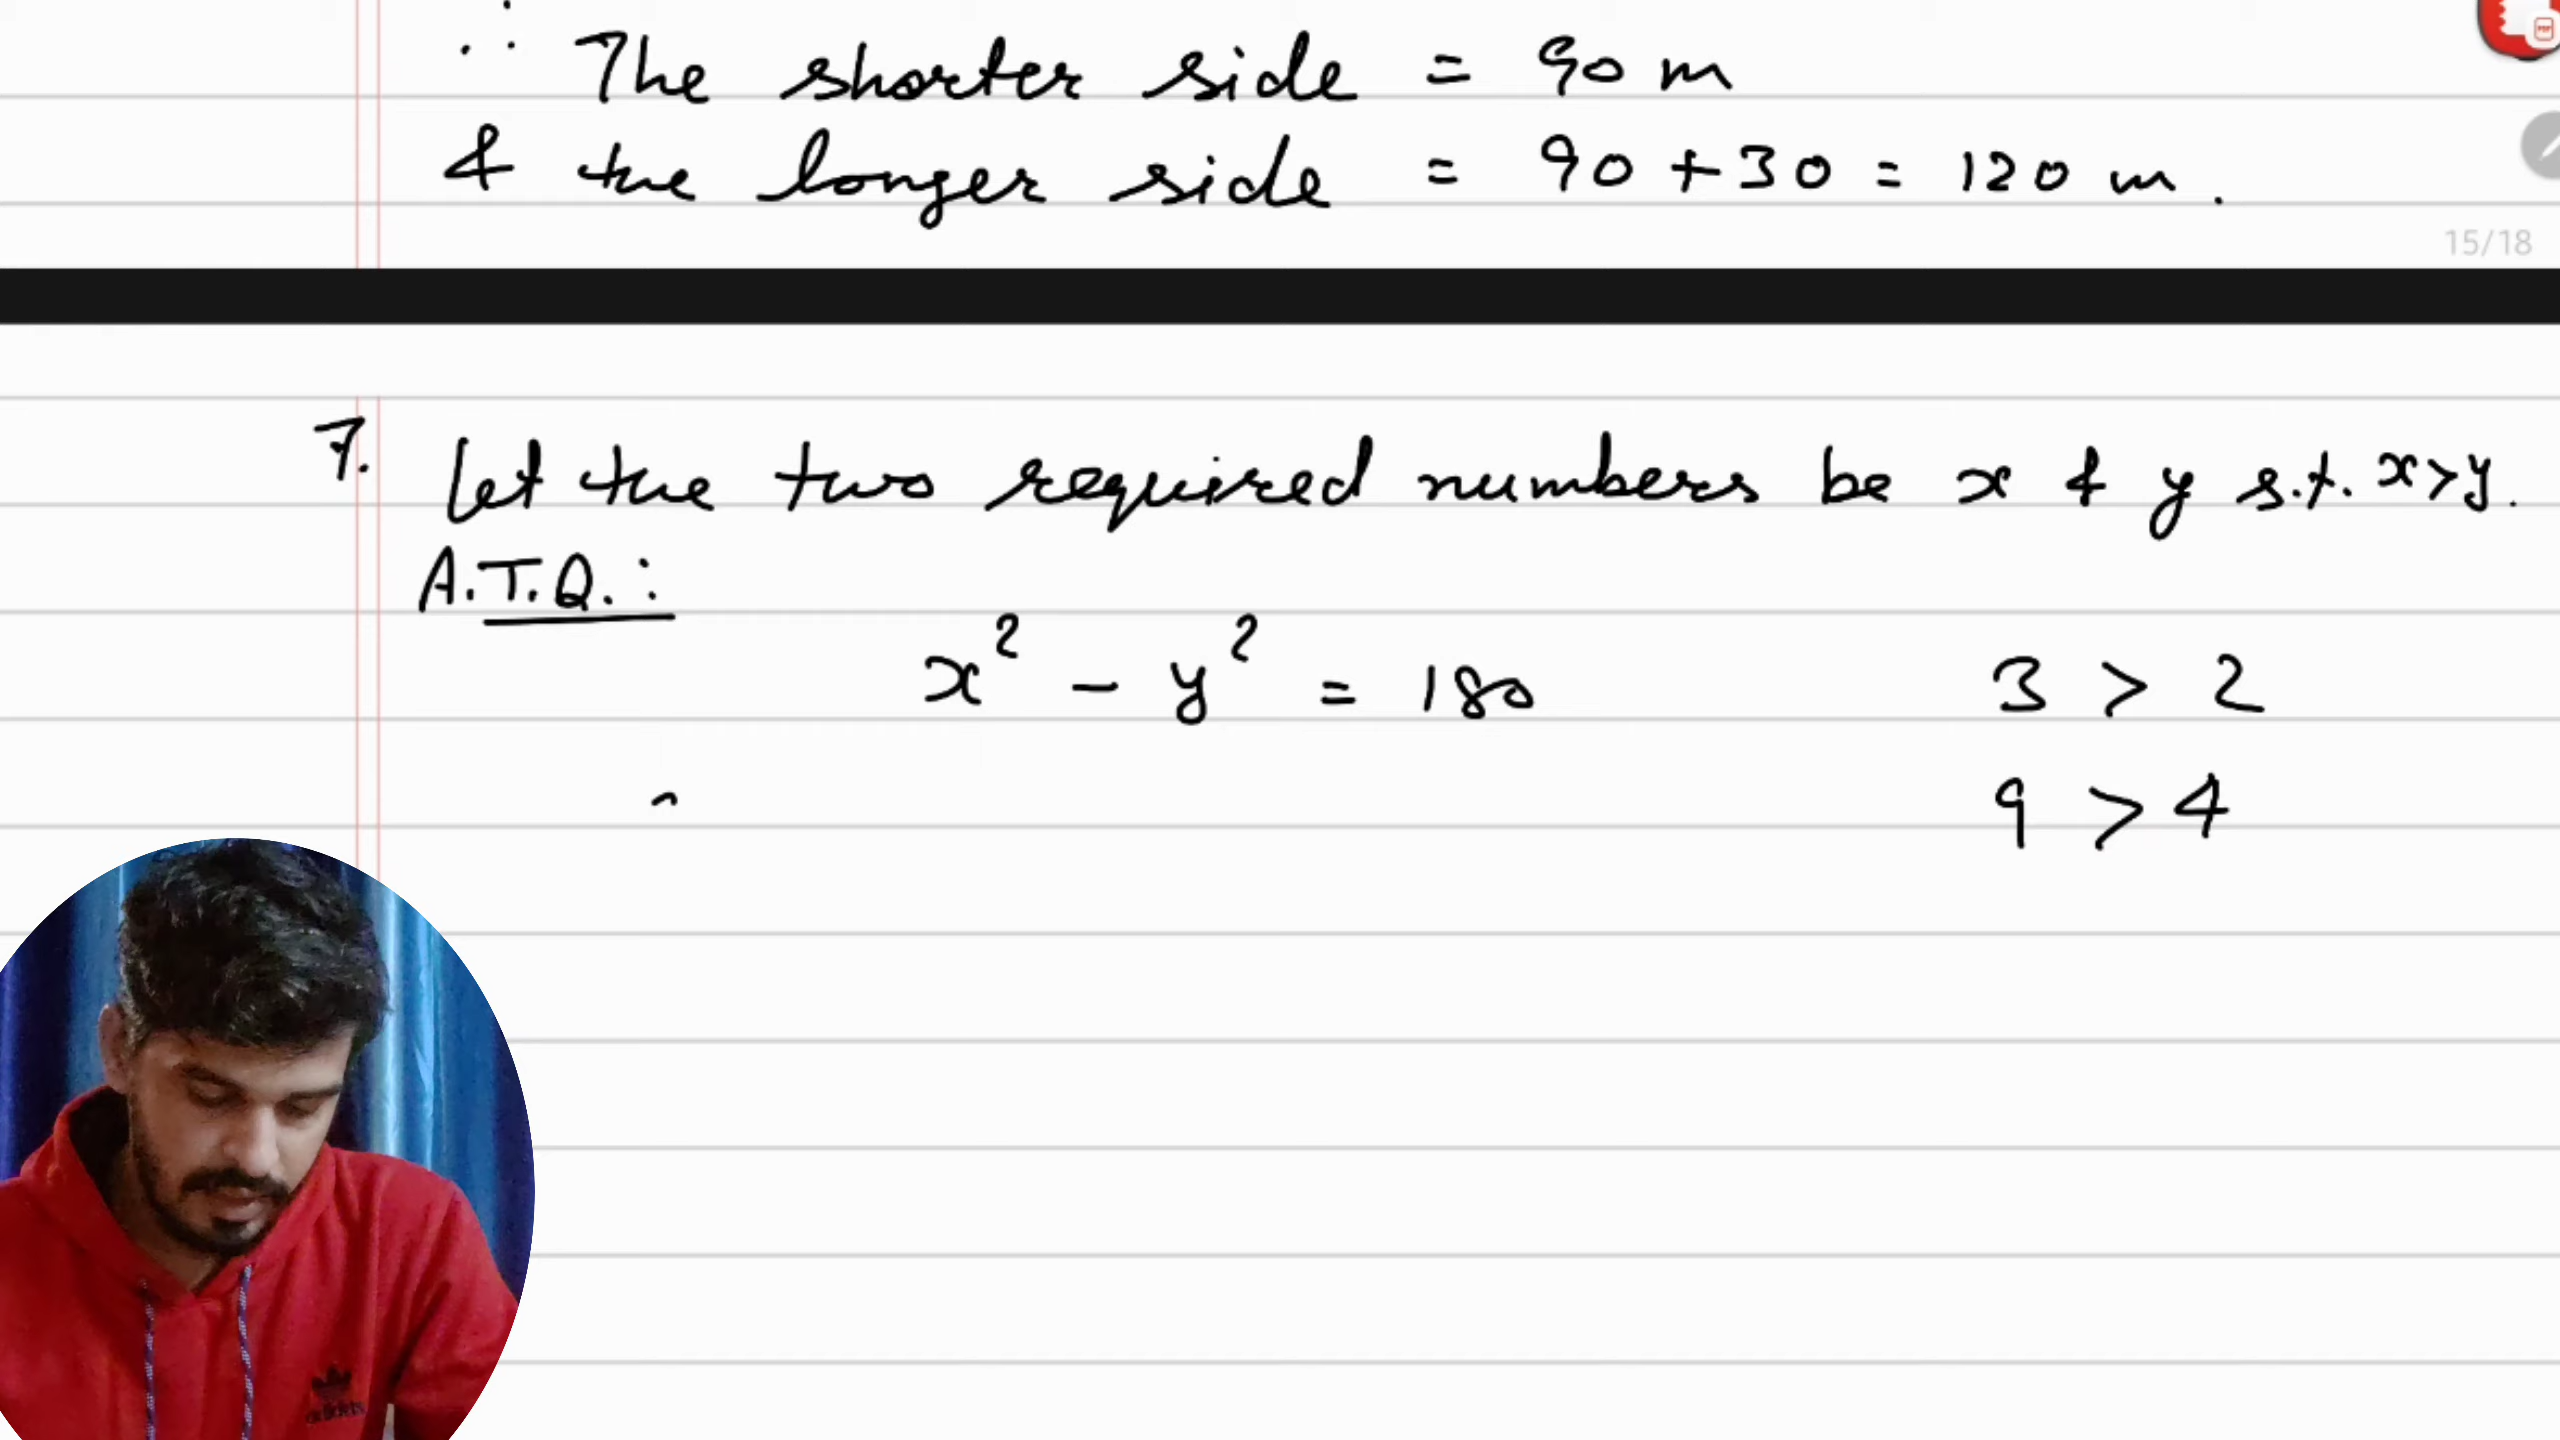 ∴ The shorter side = 90 m
& the longer side = 90 + 30 = 120 m.
15/18
7. Let the two required numbers be x & y s.t. x>y.
A.T.Q. :
x² - y² = 180
3 > 2
9 > 4
adidas